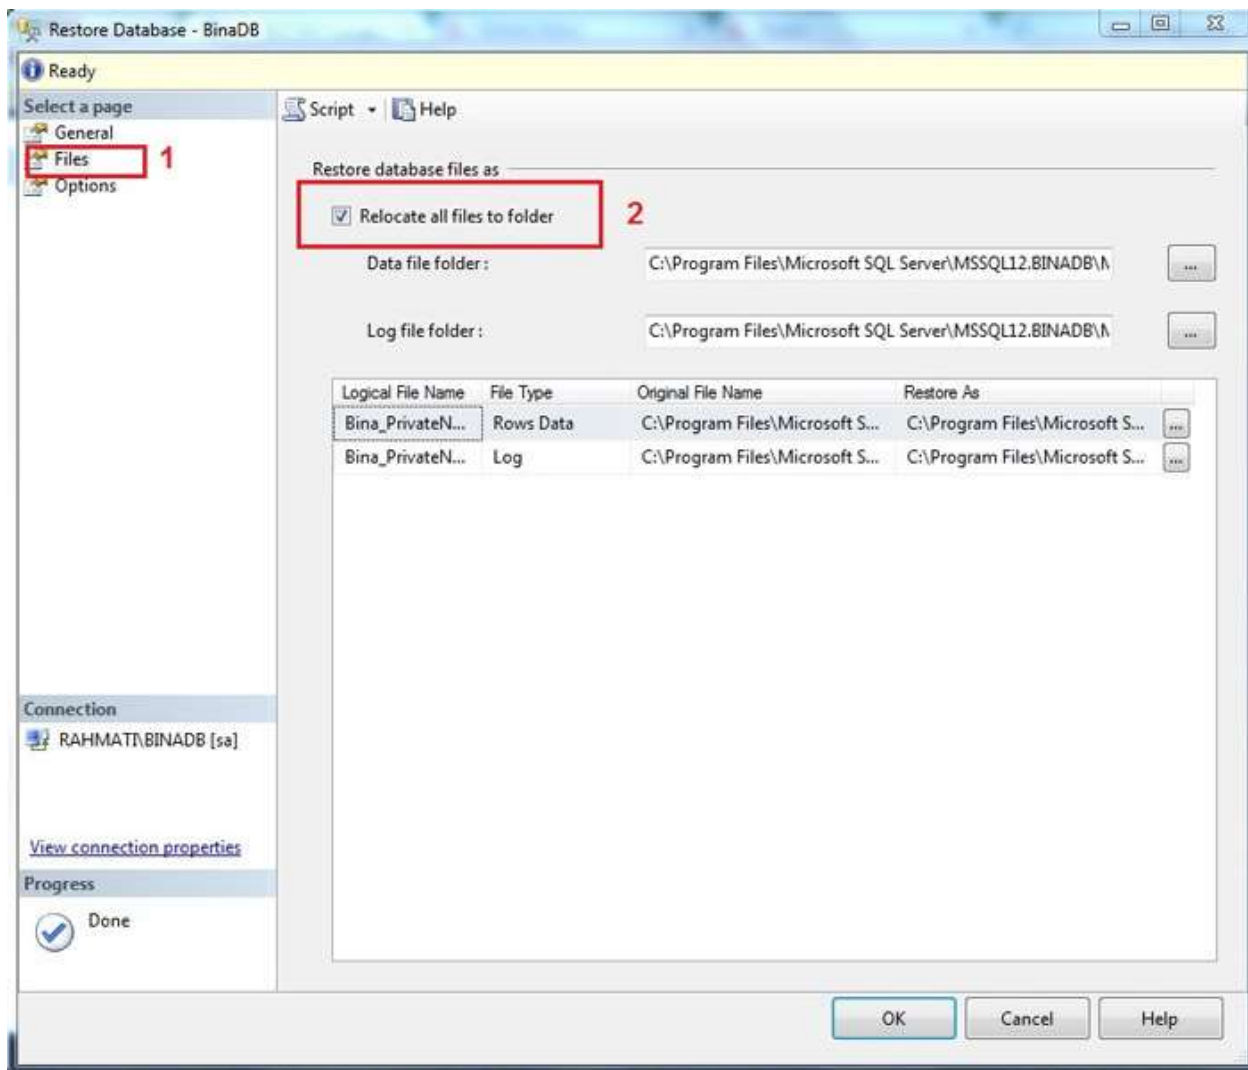 Restore Database - BinaDB
Ready
Select a page
General
Files
Options
1
Script
Help
Restore database files as
Relocate all files to folder
2
Data file folder :
C:\Program Files\Microsoft SQL Server\MSSQL12.BINADB\
...
Log file folder :
C:\Program Files\Microsoft SQL Server\MSSQL12.BINADB\
...
Logical File Name File Type Original File Name Restore As
Bina_PrivateN... Rows Data C:\Program Files\Microsoft S... C:\Program Files\Microsoft S... ...
Bina_PrivateN... Log C:\Program Files\Microsoft S... C:\Program Files\Microsoft S... ...
Connection
RAHMATI\BINADB [sa]
View connection properties
Progress
Done
OK Cancel Help